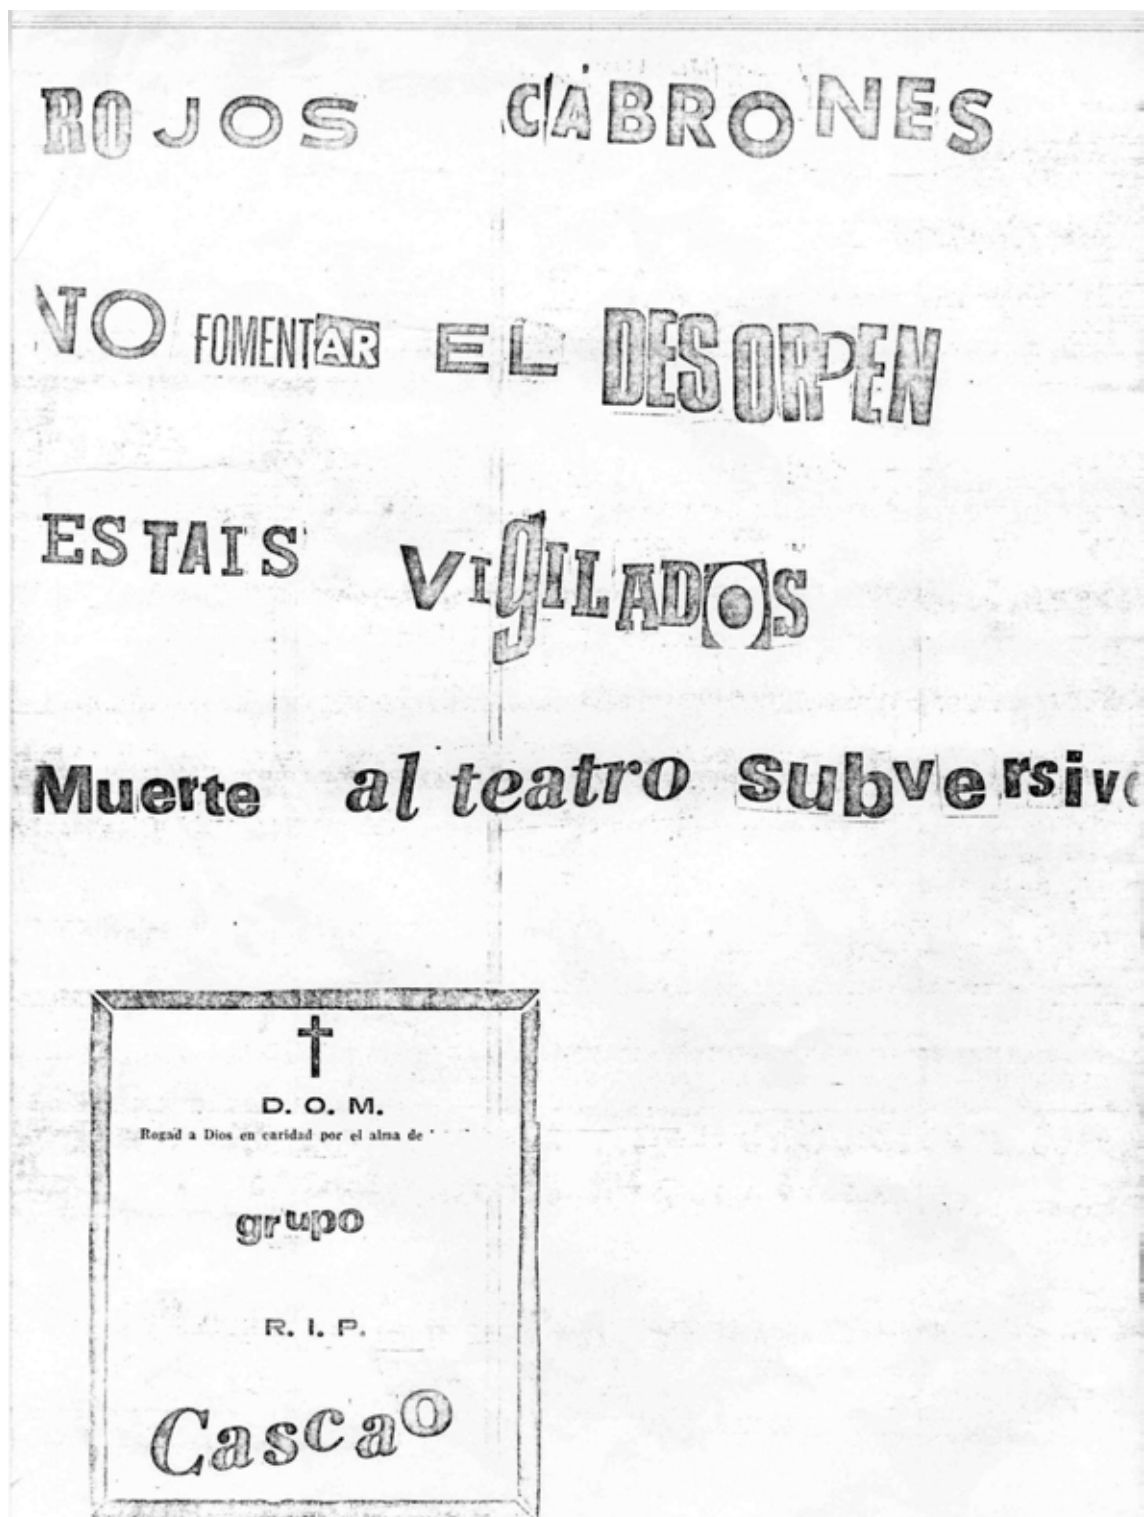 ROJOS CABRONES
NO FOMENTAR EL DESORDEN
ESTAIS VIgILADOS
Muerte al teatro subversivo
D. O. M.
Rogad a Dios en caridad por el alma de
grupo
R. I. P.
Cascao